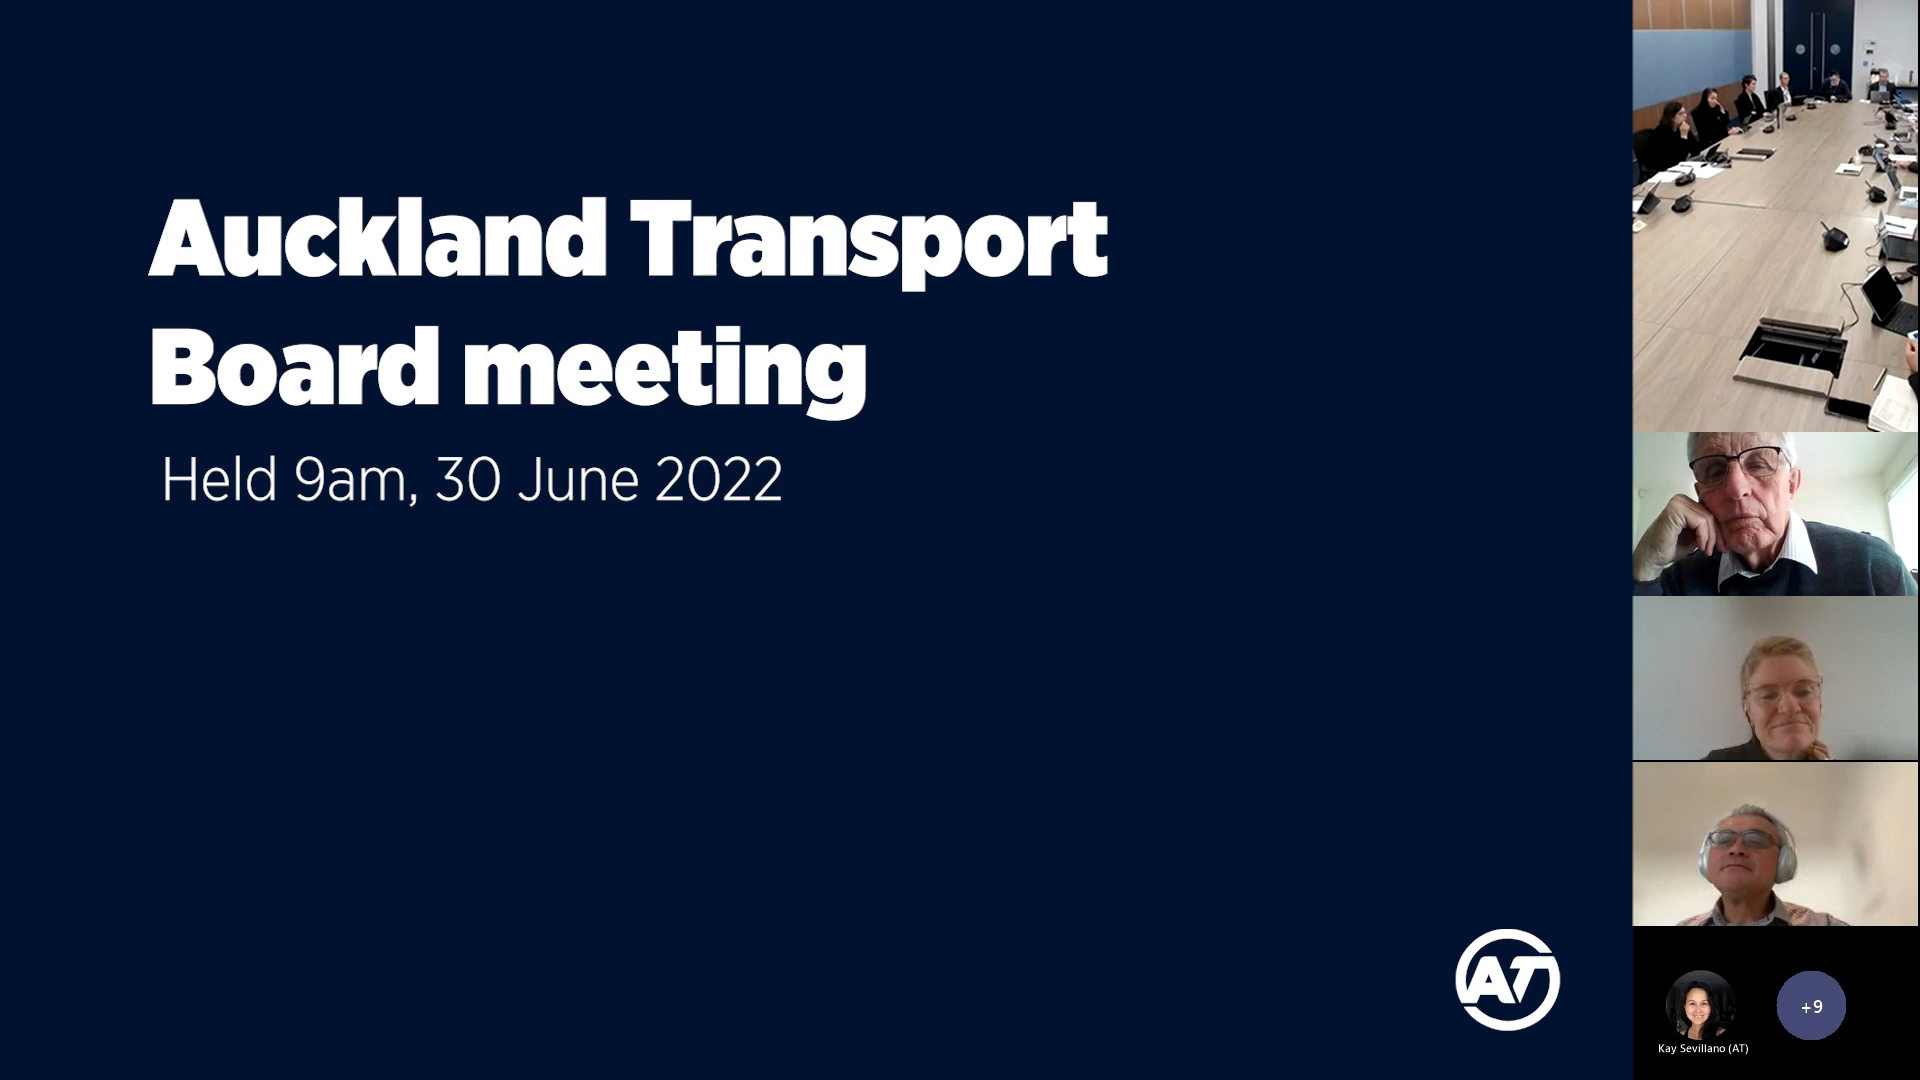 Auckland Transport
Board meeting
Held 9am, 30 June 2022
AT
Kay Sevillano (AT)
+9